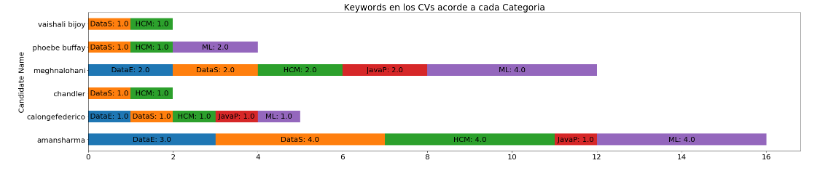 Keywords en los CVs acorde a cada Categoria
Candidate Name
vaishali bijoy DataS: 1.0 HCM: 1.0
phoebe buffay DataS: 1.0 HCM: 1.0 ML: 2.0
meghnalohani DataE: 2.0 DataS: 2.0 HCM: 2.0 JavaP: 2.0 ML: 4.0
chandler DataS: 1.0 HCM: 1.0
calongefederico DataE: 1.0 DataS: 1.0 HCM: 1.0 JavaP: 1.0 ML: 1.0
amansharma DataE: 3.0 DataS: 4.0 HCM: 4.0 JavaP: 1.0 ML: 4.0
0 2 4 6 8 10 12 14 16